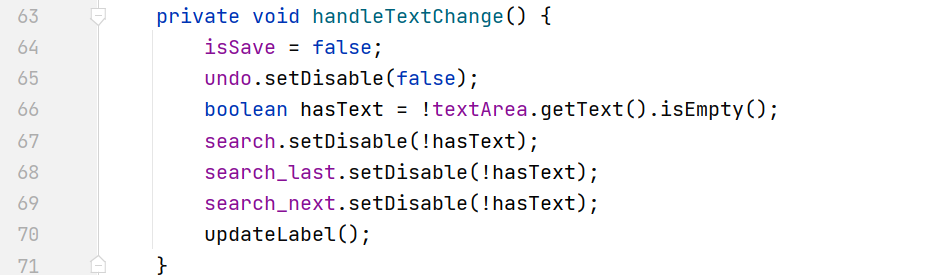 63 private void handleTextChange() {
64 isSave = false;
65 undo.setDisable(false);
66 boolean hasText = !textArea.getText().isEmpty();
67 search.setDisable(!hasText);
68 search_last.setDisable(!hasText);
69 search_next.setDisable(!hasText);
70 updateLabel();
71 }